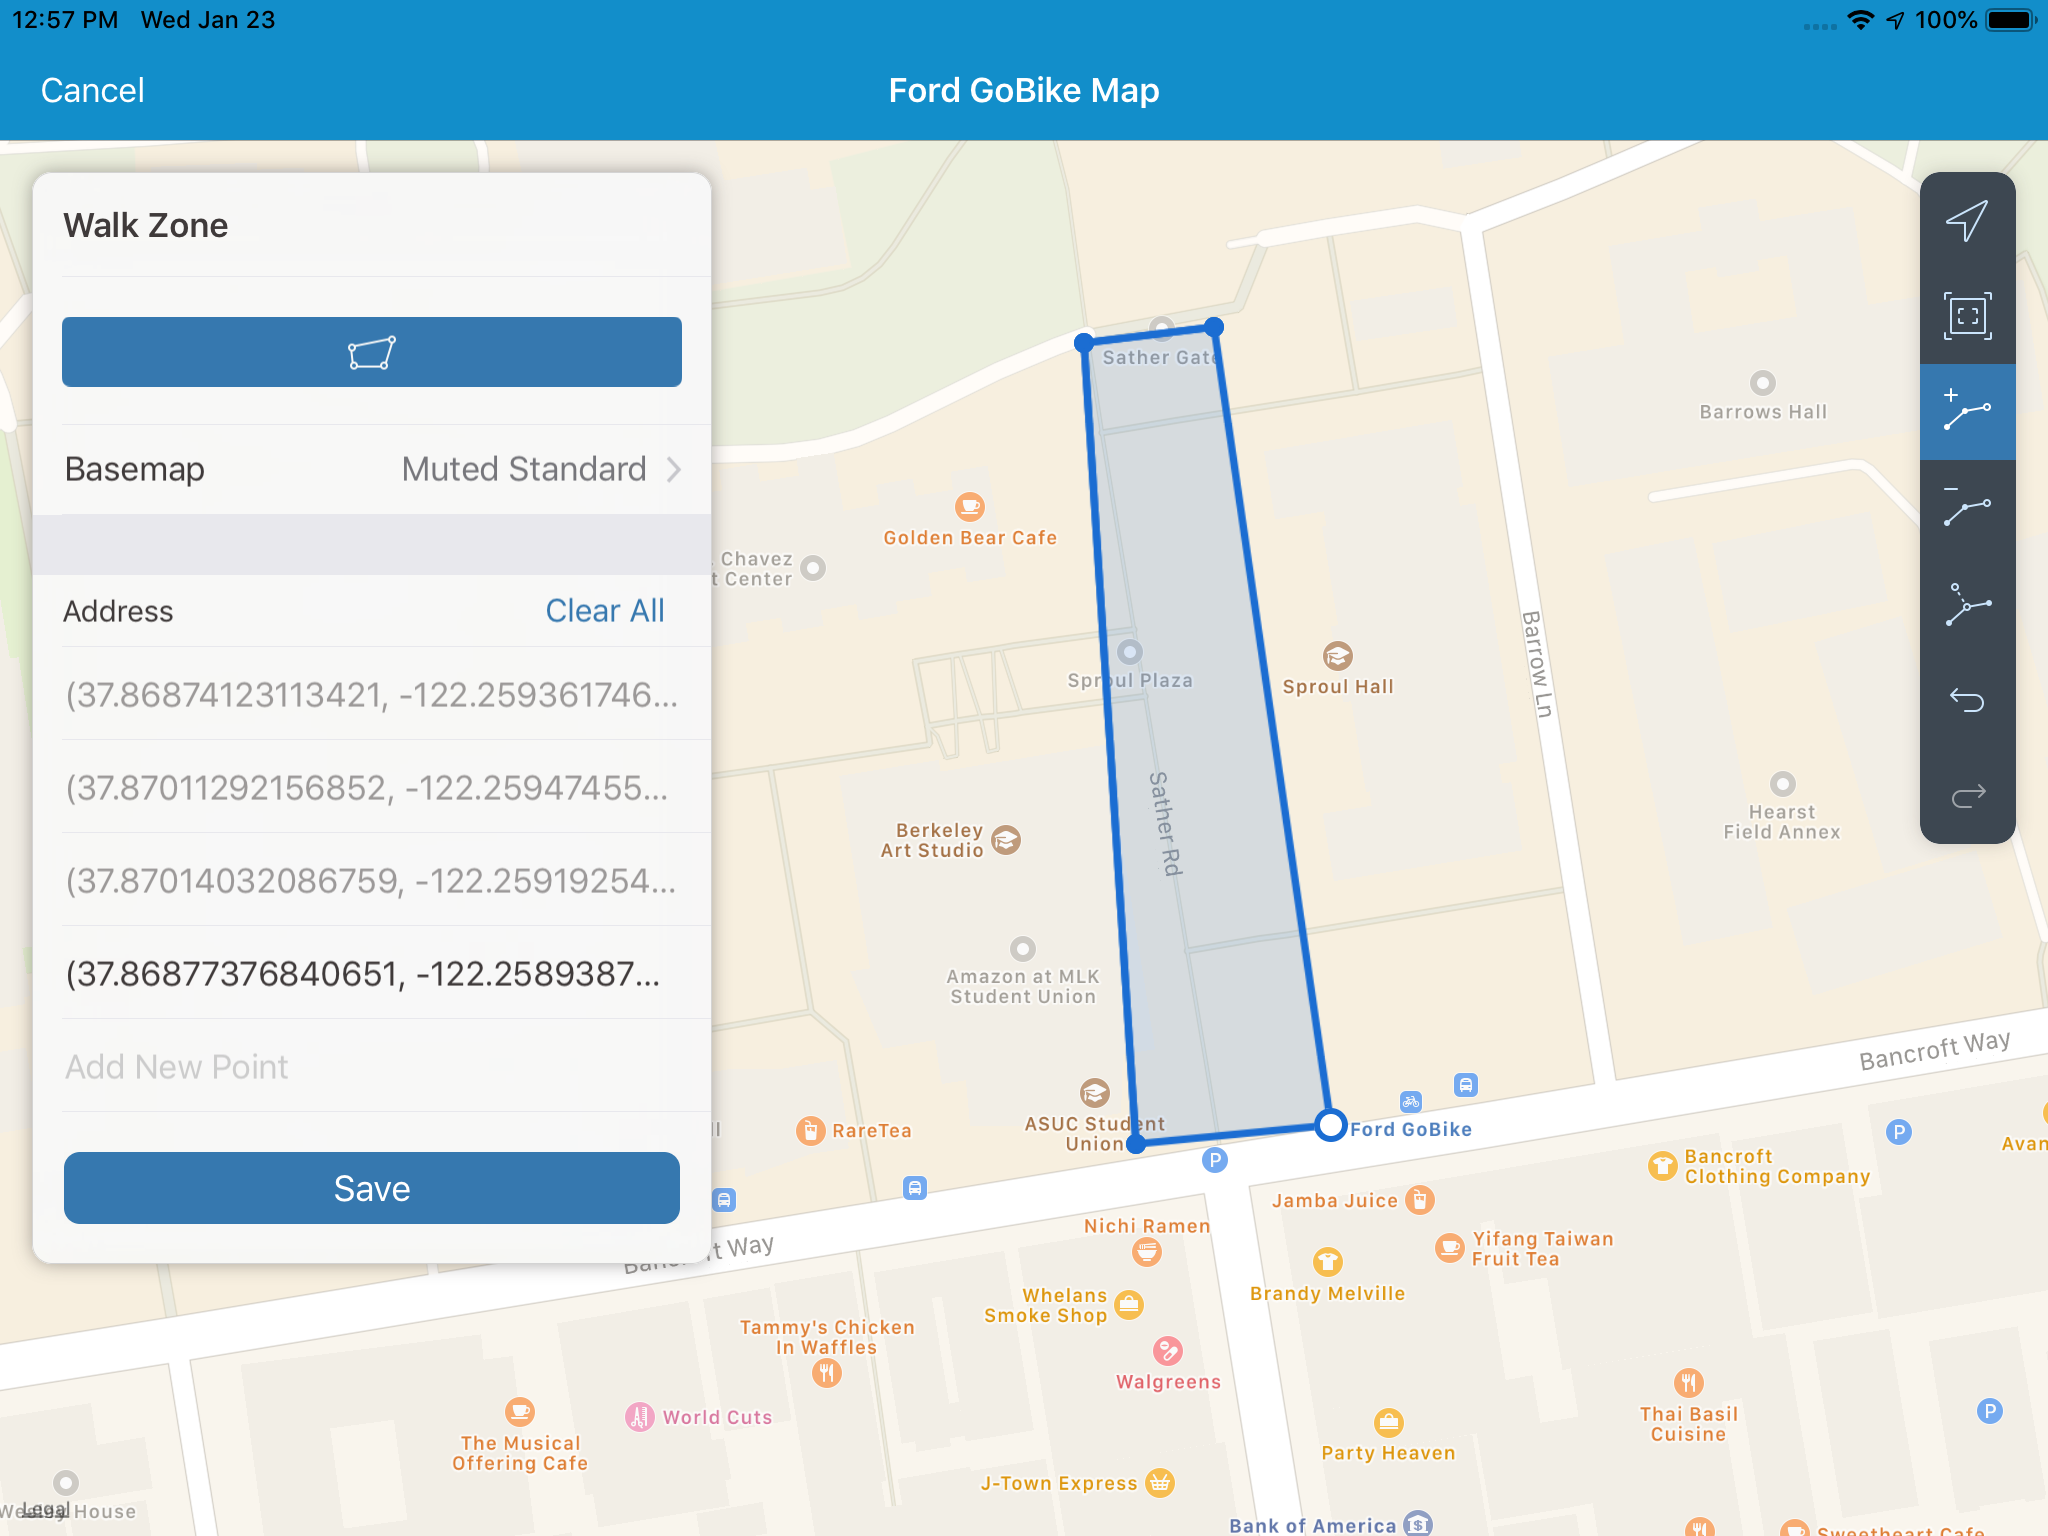 12:57 PM Wed Jan 23
100%
Cancel
Ford GoBike Map
Walk Zone
Basemap
Muted Standard
Address
Clear All
(37.86874123113421, -122.259361746...
(37.87011292156852, -122.25947455...
(37.87014032086759, -122.25919254...
(37.86877376840651, -122.2589387...
Add New Point
Save
Sather Gate
Barrows Hall
Golden Bear Cafe
Chavez
t Center
Barrow Ln
Sproul Plaza
Sproul Hall
Sather Rd
Hearst
Field Annex
Berkeley
Art Studio
Amazon at MLK
Student Union
Bancroft Way
ASUC Student
Union
RareTea
Ford GoBike
P
P
Avan
Bancroft
Clothing Company
Jamba Juice
Nichi Ramen
Yifang Taiwan
Fruit Tea
t Way
Brandy Melville
Whelans
Smoke Shop
Tammy's Chicken
In Waffles
Walgreens
World Cuts
The Musical
Offering Cafe
Thai Basil
Cuisine
P
Party Heaven
J-Town Express
Legal
House
Bank of America
Sweetheart Cafe